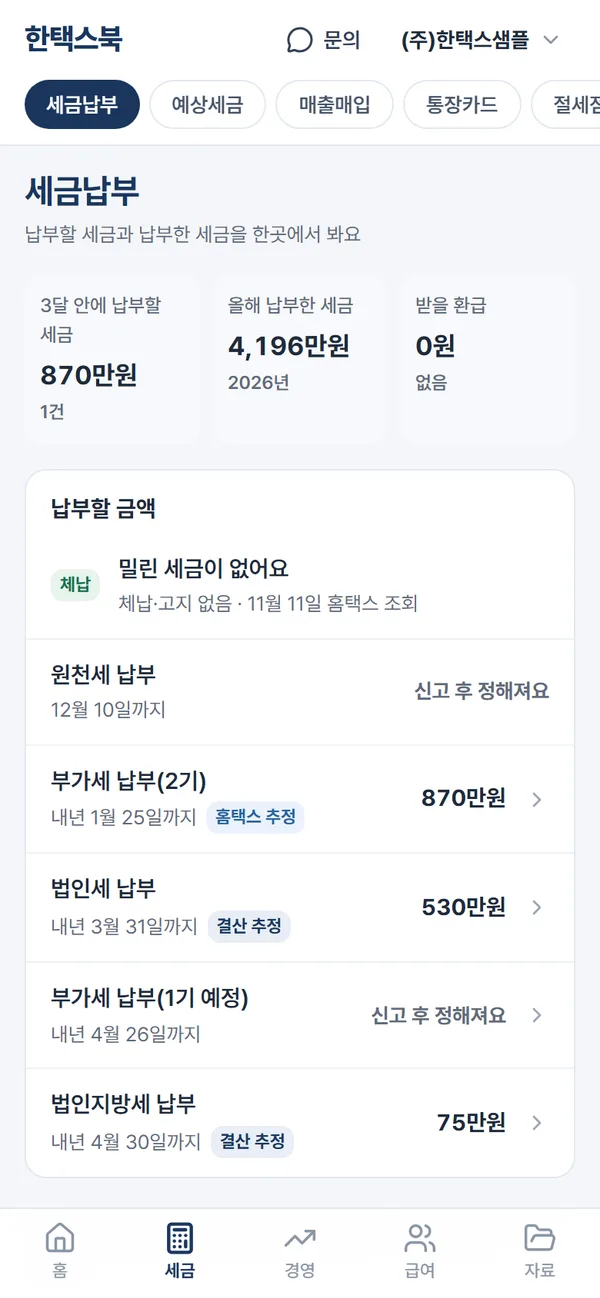 한택스북
문의
(주)한택스샘플
세금납부
예상세금
매출매입
통장카드
절세점
세금납부
납부할 세금과 납부한 세금을 한곳에서 봐요
3달 안에 납부할
세금
870만원
1건
올해 납부한 세금
4,196만원
2026년
받을 환급
0원
없음
납부할 금액
체납
밀린 세금이 없어요
체납·고지 없음 · 11월 11일 홈택스 조회
원천세 납부
12월 10일까지
신고 후 정해져요
부가세 납부(2기)
내년 1월 25일까지 홈택스 추정
870만원
법인세 납부
내년 3월 31일까지 결산 추정
530만원
부가세 납부(1기 예정)
내년 4월 26일까지
신고 후 정해져요
법인지방세 납부
내년 4월 30일까지 결산 추정
75만원
홈
세금
경영
급여
자료